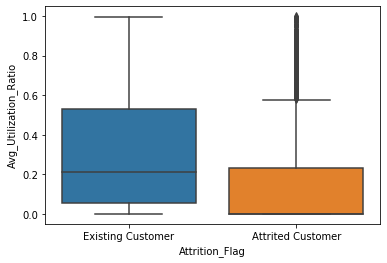 Avg_Utilization_Ratio
1.0
0.8
0.6
0.4
0.2
0.0
Existing Customer
Attrited Customer
Attrition_Flag